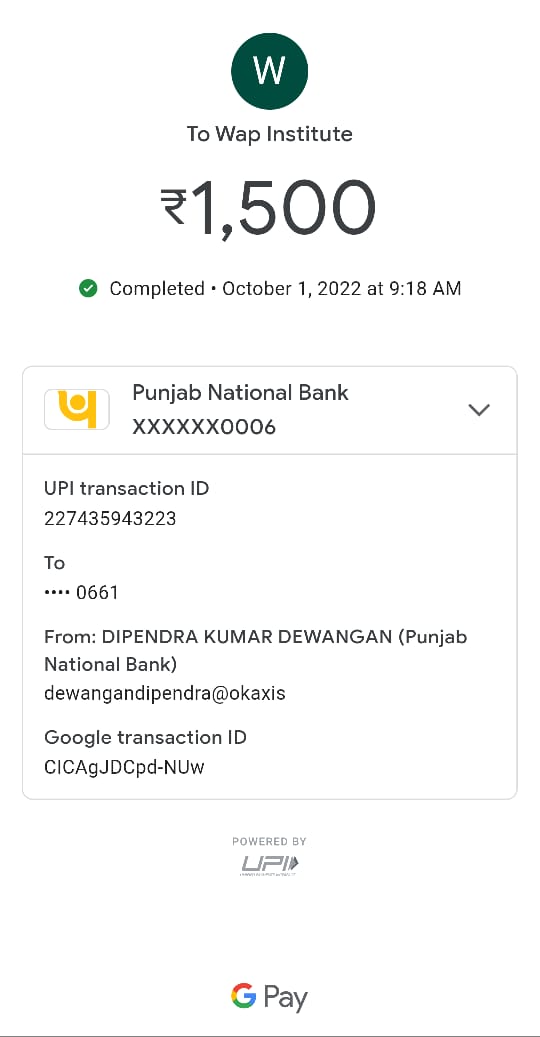 W
To Wap Institute
₹1,500
Completed • October 1, 2022 at 9:18 AM
Punjab National Bank
XXXXXX0006
UPI transaction ID
227435943223
To
•••• 0661
From: DIPENDRA KUMAR DEWANGAN (Punjab
National Bank)
dewangandipendra@okaxis
Google transaction ID
CICAgJDCpd-NUw
POWERED BY
UPI
G Pay